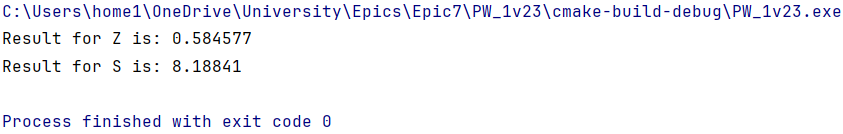 C:\Users\home1\OneDrive\University\Epics\Epic7\PW_1v23\cmake-build-debug\PW_1v23.exe
Result for Z is: 0.584577
Result for S is: 8.18841
Process finished with exit code 0